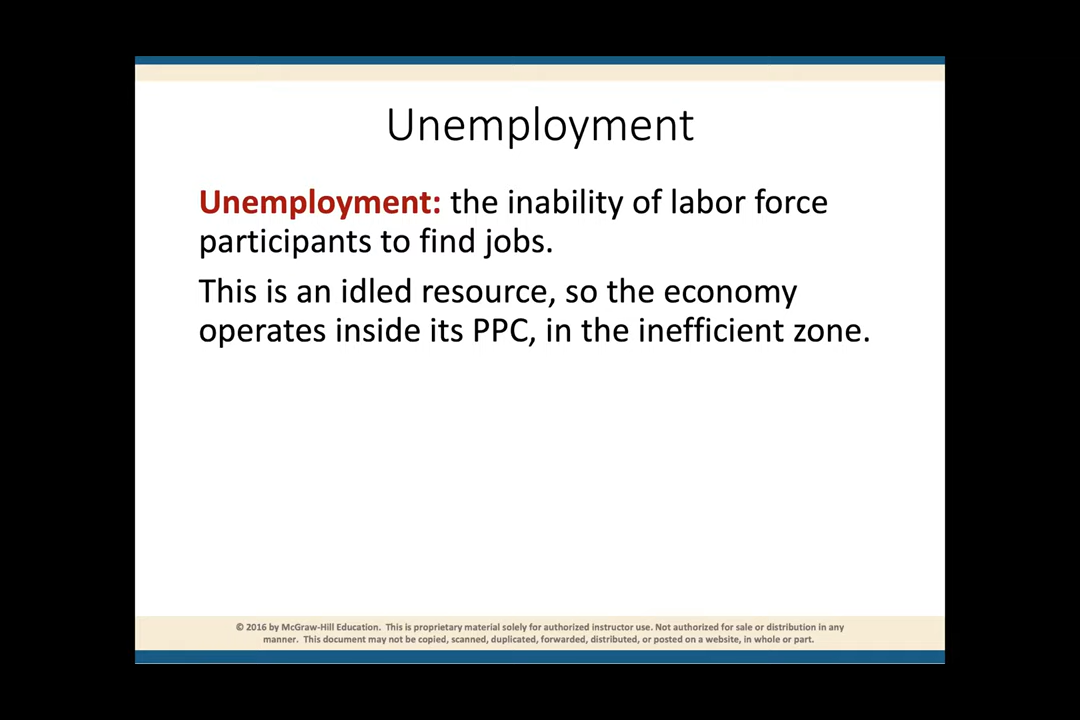 Unemployment
Unemployment: the inability of labor force
participants to find jobs.
This is an idled resource, so the economy
operates inside its PPC, in the inefficient zone.
© 2016 by McGraw-Hill Education. This is proprietary material solely for authorized instructor use. Not authorized for sale or distribution in any
manner. This document may not be copied, scanned, duplicated, forwarded, distributed, or posted on a website, in whole or part.